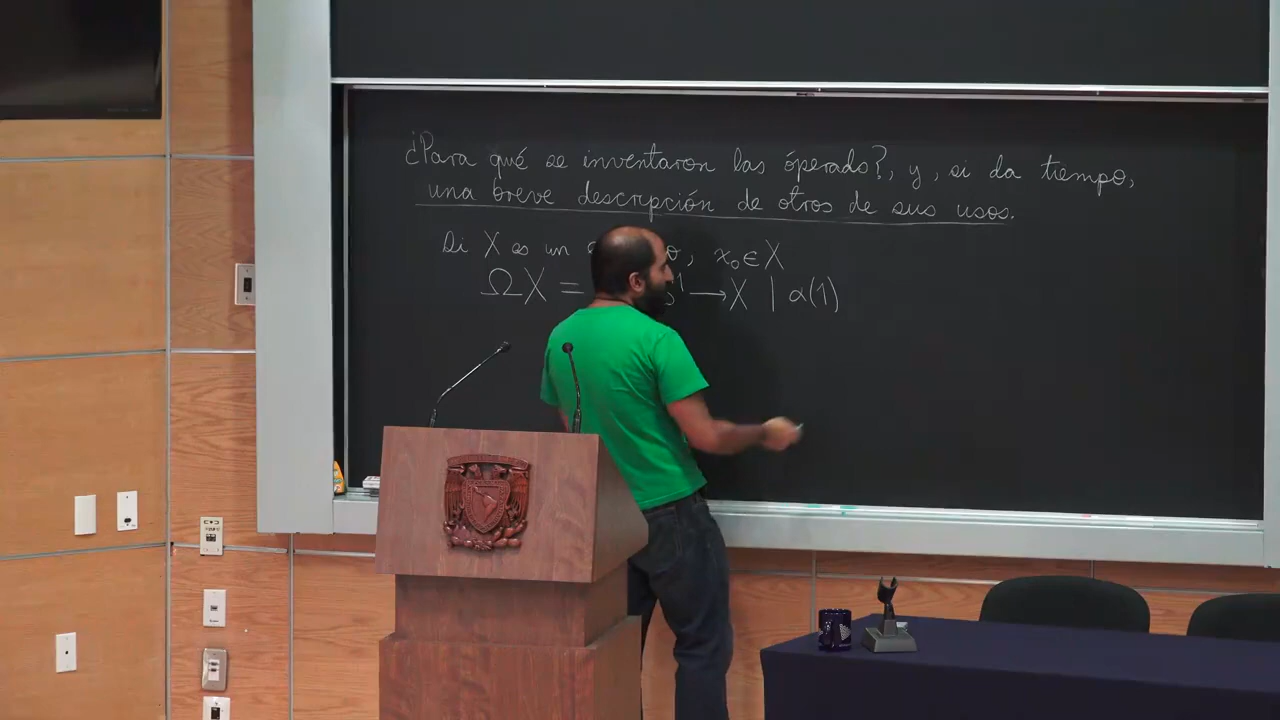 ¿Para qué se inventaron las óperado?, y, si da tiempo,
una breve descripción de otros de sus usos.
Si X es un o, x₀ ∈ X
ΩX = S¹ → X | α(1)